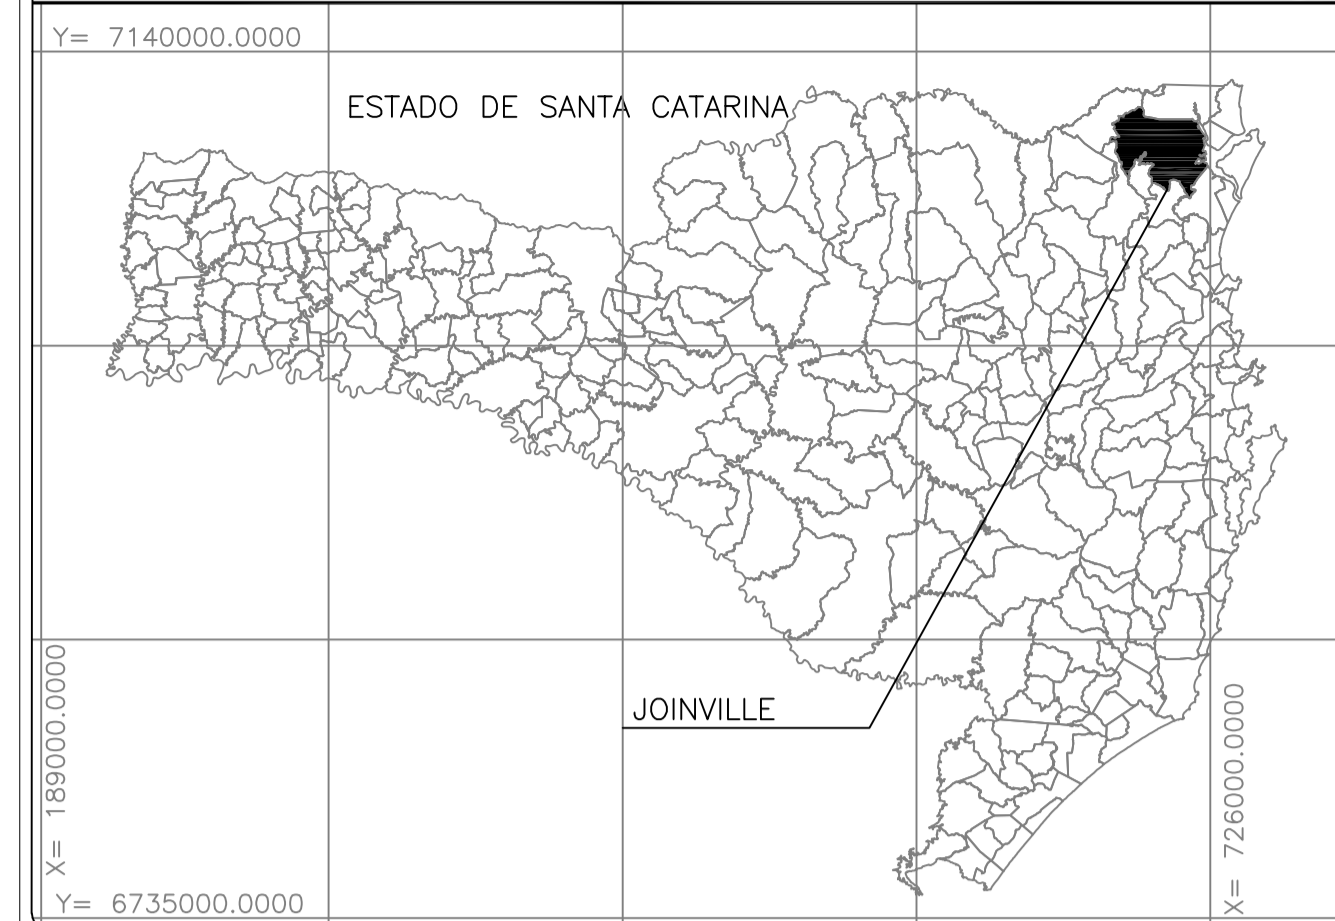 Y= 7140000.0000
ESTADO DE SANTA CATARINA
JOINVILLE
X= 189000.0000
X= 726000.0000
Y= 6735000.0000